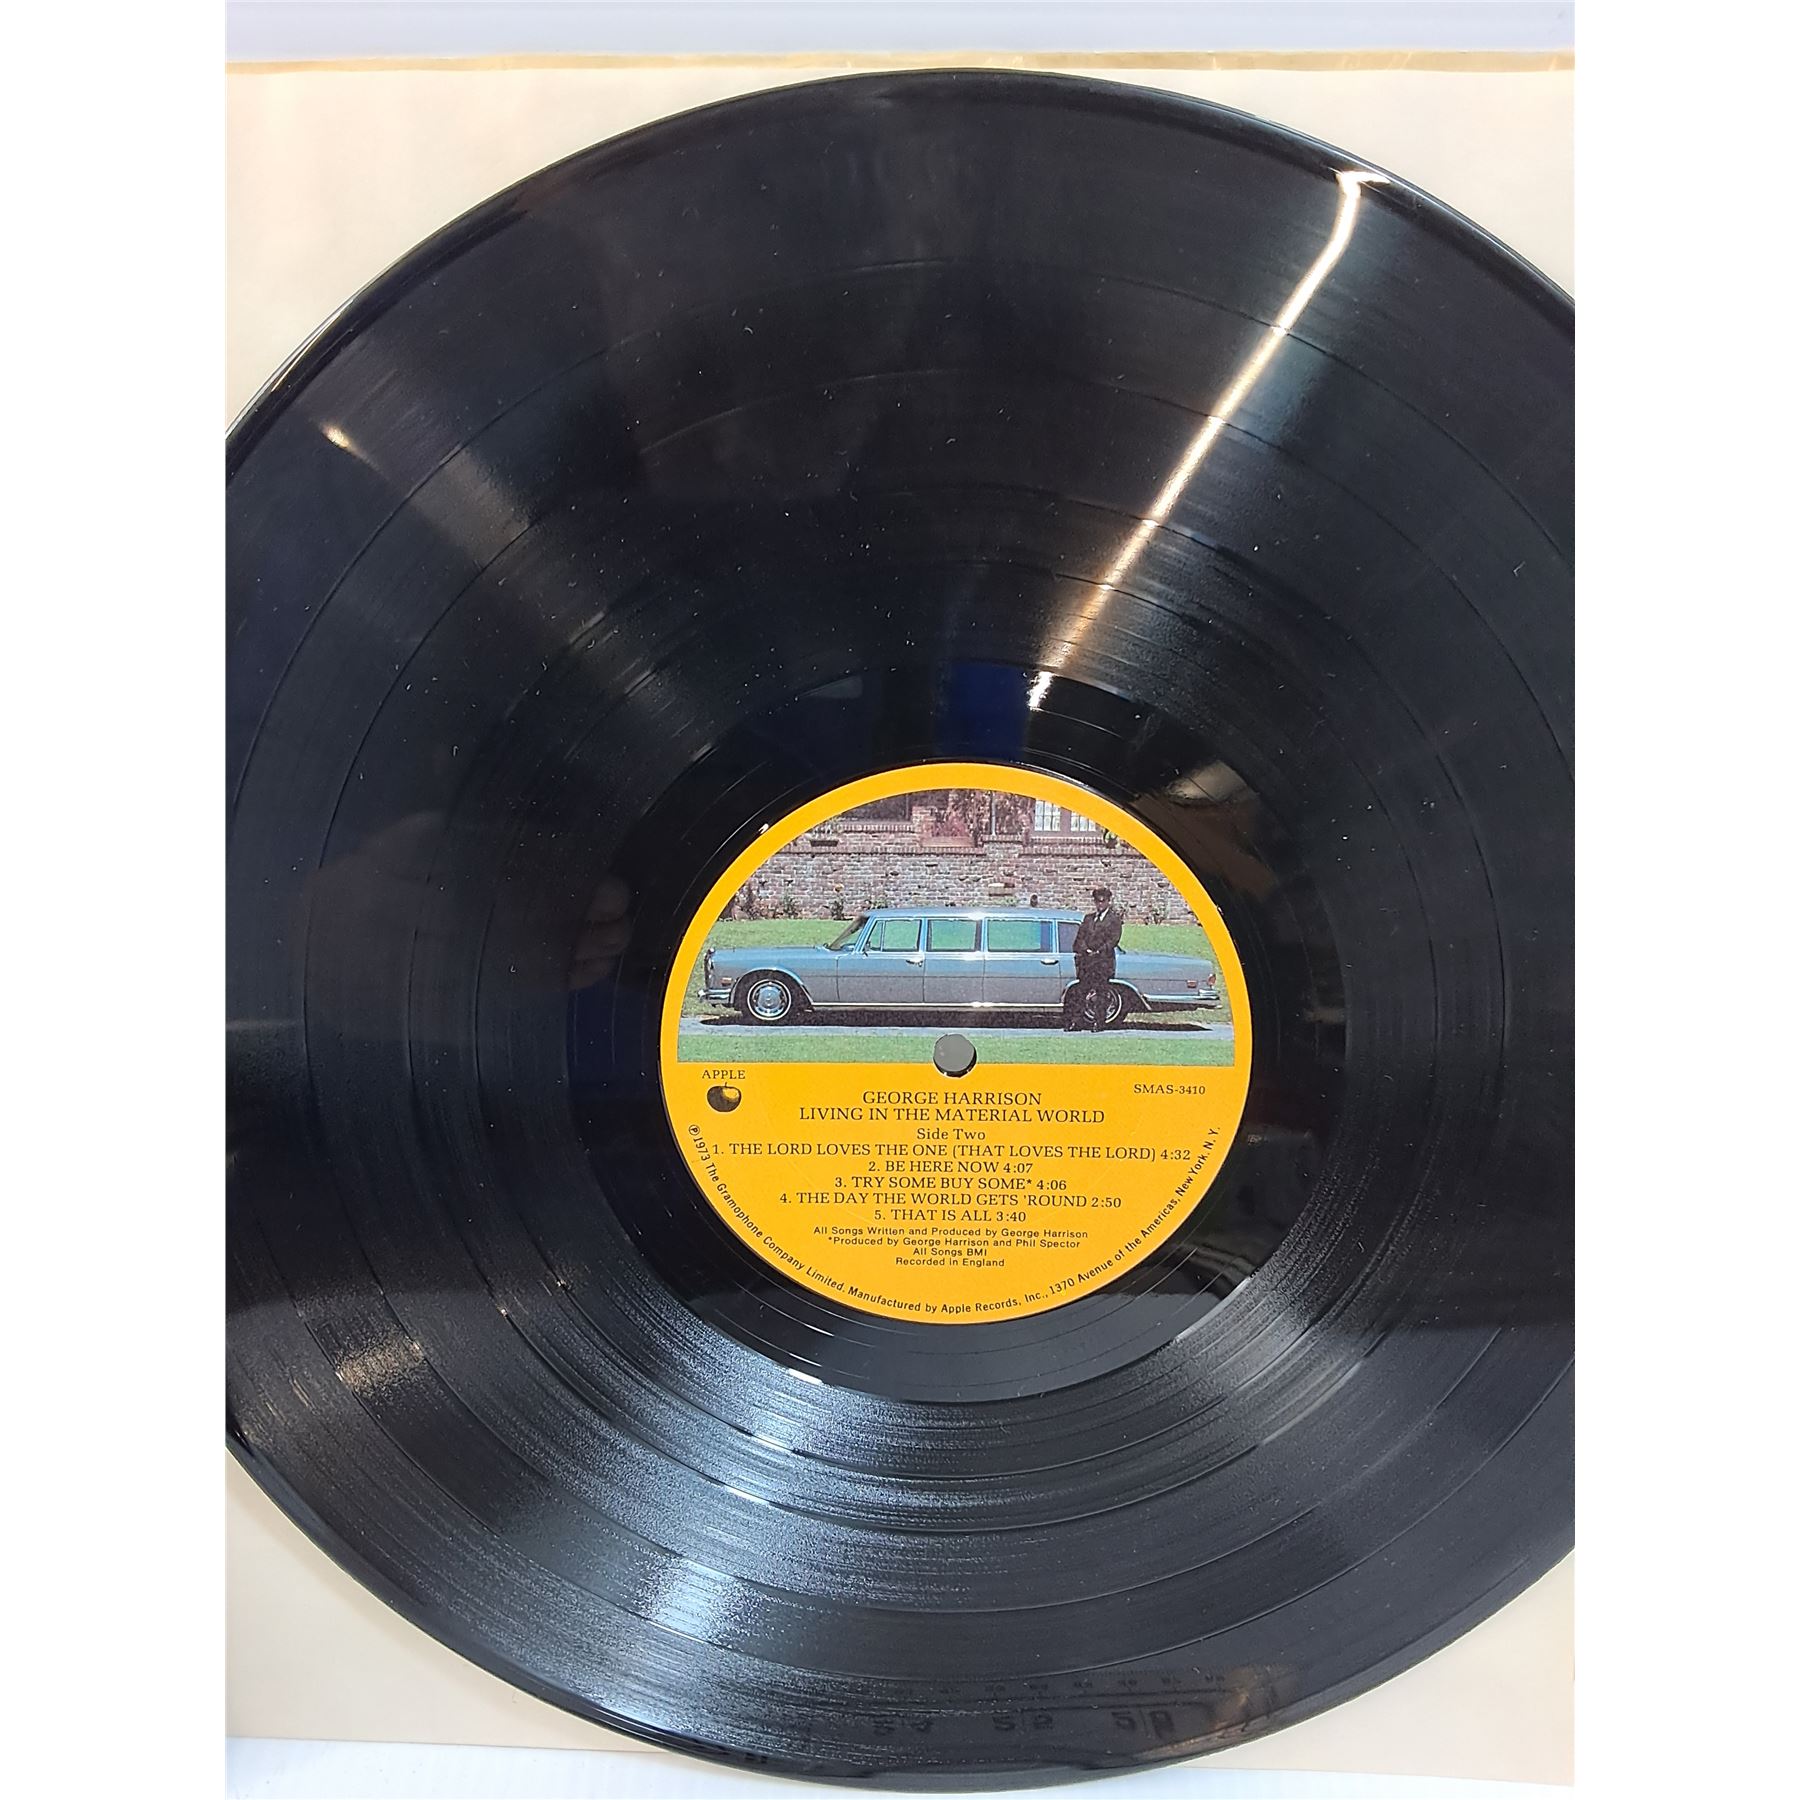 APPLE
SMAS-3410
GEORGE HARRISON
LIVING IN THE MATERIAL WORLD
Side Two
1. THE LORD LOVES THE ONE (THAT LOVES THE LORD) 4:32
2. BE HERE NOW 4:07
3. TRY SOME BUY SOME* 4:06
4. THE DAY THE WORLD GETS 'ROUND 2:50
5. THAT IS ALL 3:40
All Songs Written and Produced by George Harrison
*Produced by George Harrison and Phil Spector
All Songs BMI
Recorded in England
℗1973 The Gramophone Company Limited. Manufactured by Apple Records, Inc., 1370 Avenue of the Americas, New York. N. Y.